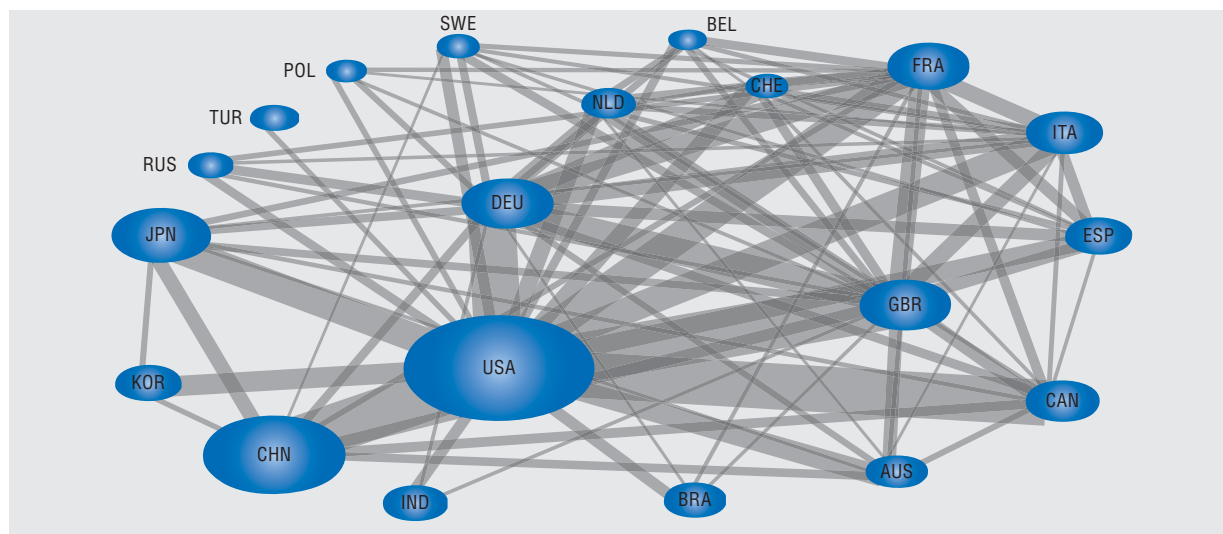 SWE
BEL
POL
FRA
CHE
NLD
TUR
ITA
RUS
DEU
JPN
ESP
GBR
USA
KOR
CAN
CHN
AUS
IND
BRA